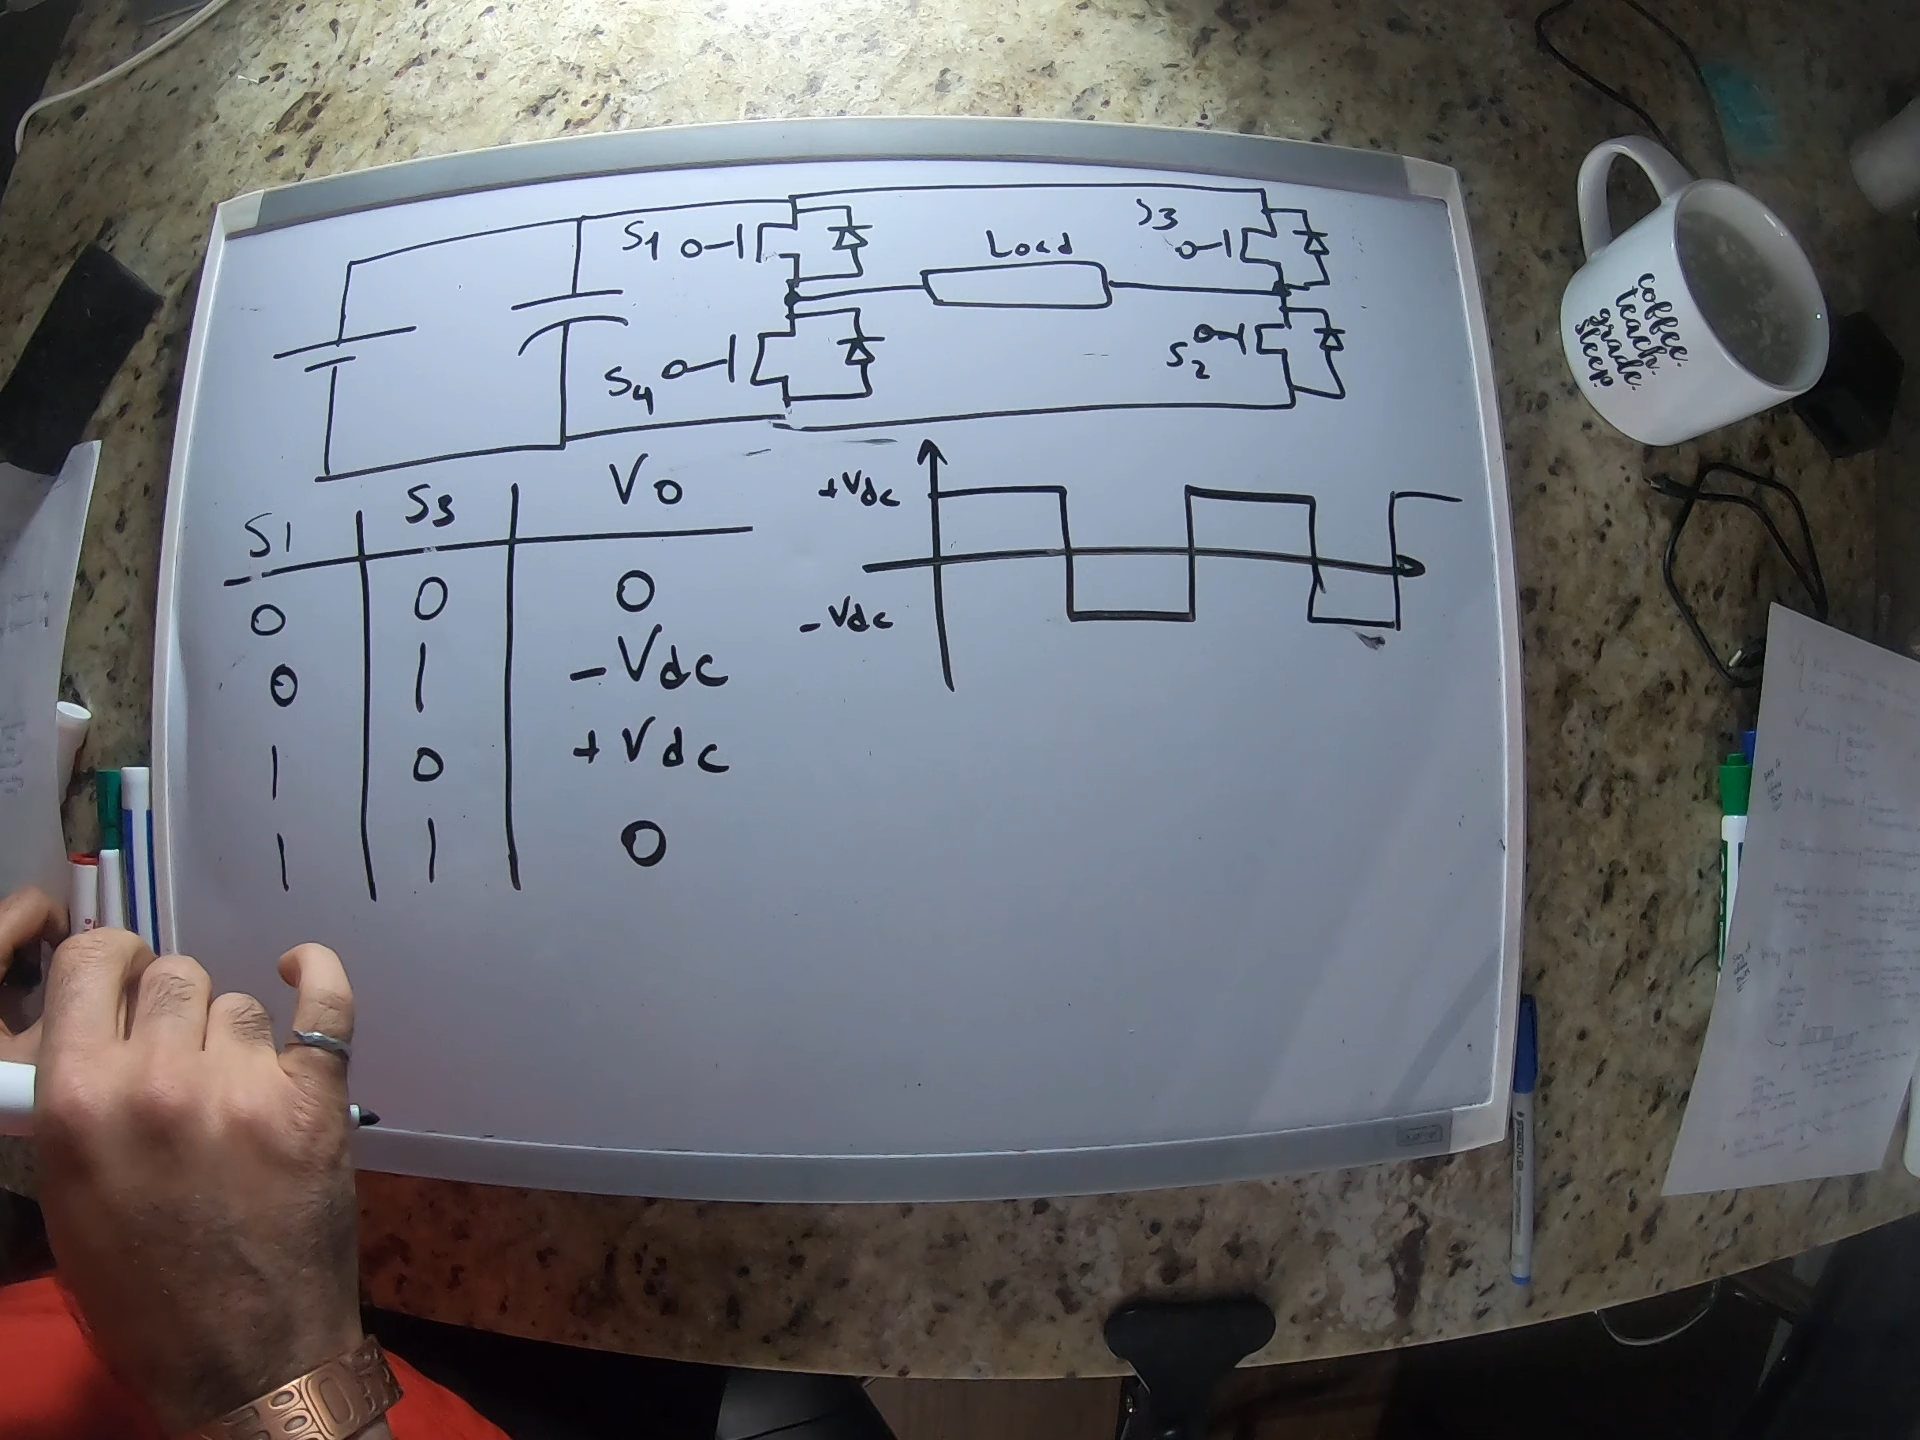 S1
Load
S3
S4
S2
S1 S3 Vo
0 0 0
0 1 -Vdc
1 0 +Vdc
1 1 0
+Vdc
-Vdc
coffee.
teach.
grade.
sleep.
STAEDTLER